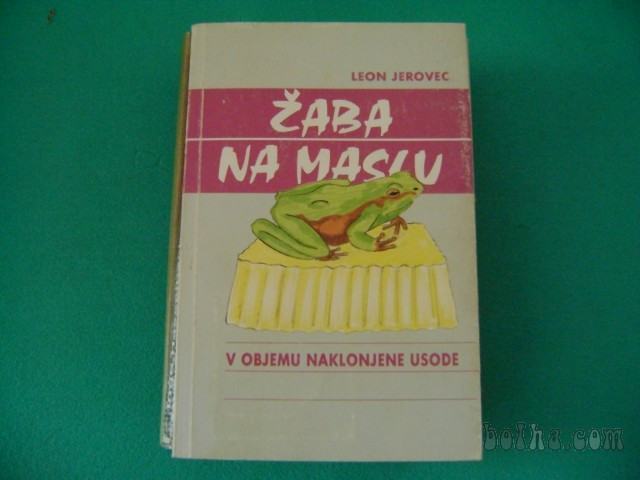 LEON JEROVEC
ŽABA
NA MASLU
V OBJEMU NAKLONJENE USODE
bolha.com